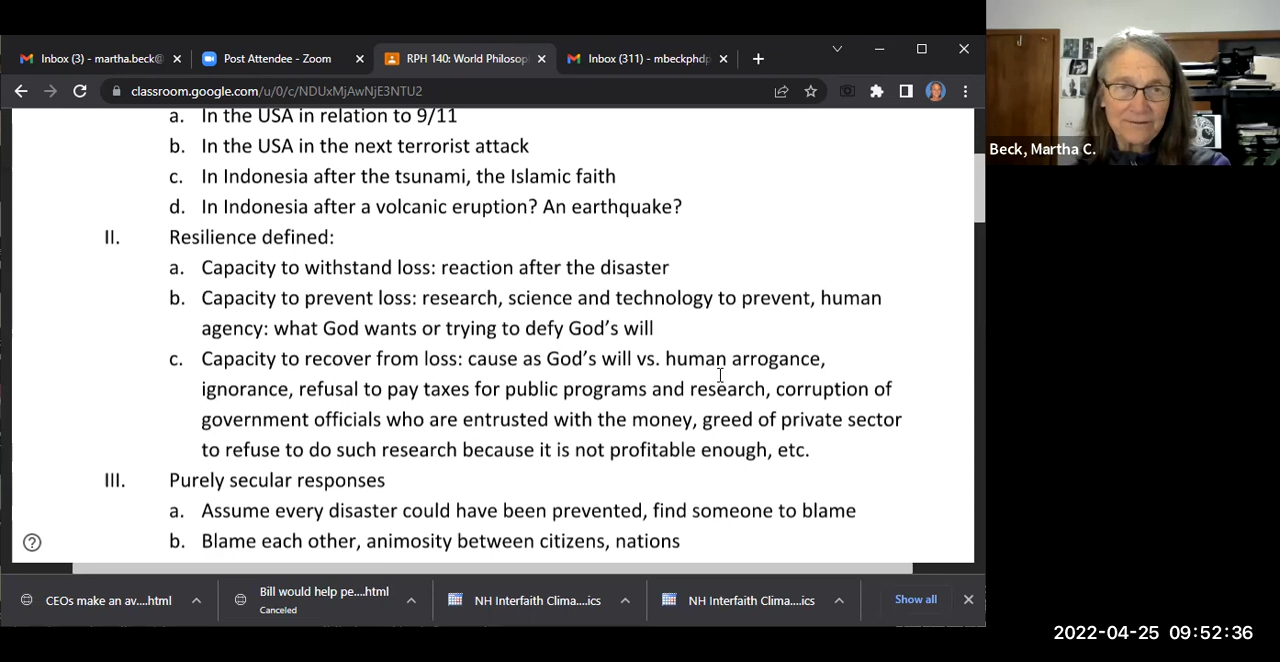 Inbox (3) - martha.beck@
Post Attendee - Zoom
RPH 140: World Philosop
Inbox (311) - mbeckphdp
classroom.google.com/u/0/c/NDUxMjAwNjE3NTU2
a. In the USA in relation to 9/11
b. In the USA in the next terrorist attack
c. In Indonesia after the tsunami, the Islamic faith
d. In Indonesia after a volcanic eruption? An earthquake?
II. Resilience defined:
a. Capacity to withstand loss: reaction after the disaster
b. Capacity to prevent loss: research, science and technology to prevent, human
agency: what God wants or trying to defy God's will
c. Capacity to recover from loss: cause as God's will vs. human arrogance,
ignorance, refusal to pay taxes for public programs and research, corruption of
government officials who are entrusted with the money, greed of private sector
to refuse to do such research because it is not profitable enough, etc.
III. Purely secular responses
a. Assume every disaster could have been prevented, find someone to blame
b. Blame each other, animosity between citizens, nations
CEOs make an av....html
Bill would help pe....html
Canceled
NH Interfaith Clima....ics
NH Interfaith Clima....ics
Show all
Beck, Martha C.
2022-04-25 09:52:36